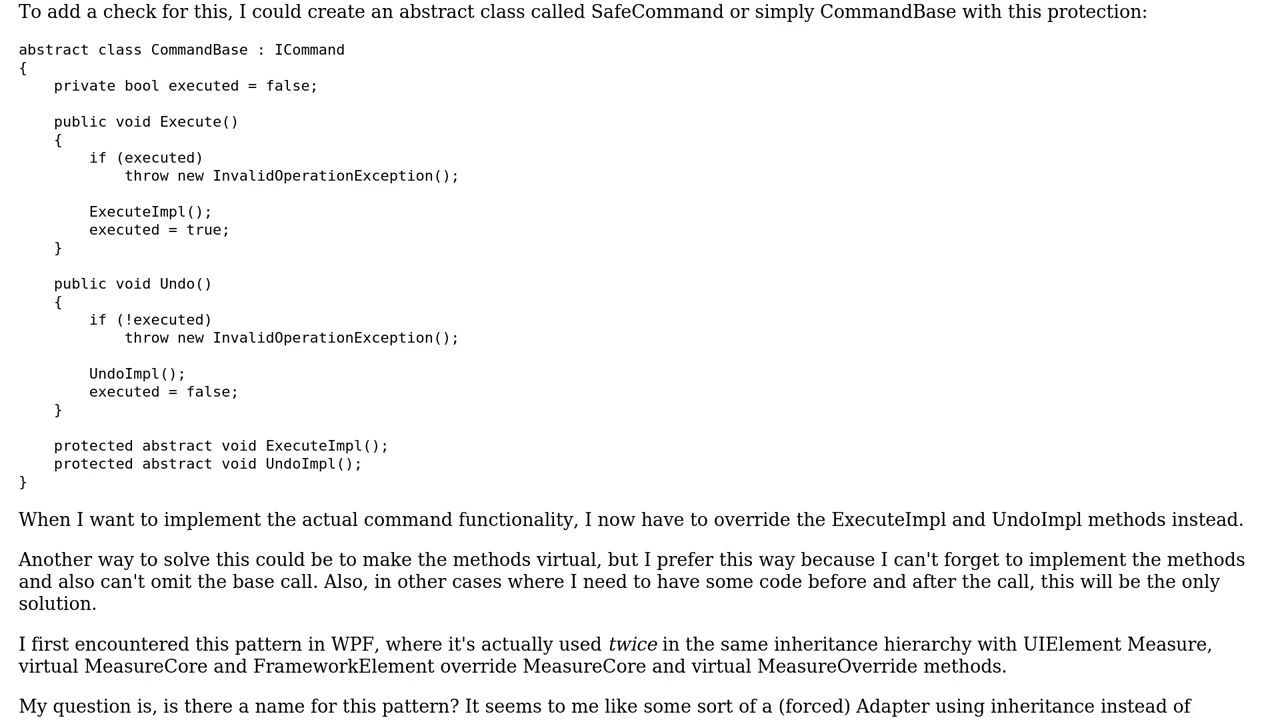 To add a check for this, I could create an abstract class called SafeCommand or simply CommandBase with this protection:
abstract class CommandBase : ICommand
{
    private bool executed = false;

    public void Execute()
    {
        if (executed)
            throw new InvalidOperationException();

        ExecuteImpl();
        executed = true;
    }

    public void Undo()
    {
        if (!executed)
            throw new InvalidOperationException();

        UndoImpl();
        executed = false;
    }

    protected abstract void ExecuteImpl();
    protected abstract void UndoImpl();
}
When I want to implement the actual command functionality, I now have to override the ExecuteImpl and UndoImpl methods instead.
Another way to solve this could be to make the methods virtual, but I prefer this way because I can't forget to implement the methods
and also can't omit the base call. Also, in other cases where I need to have some code before and after the call, this will be the only
solution.
I first encountered this pattern in WPF, where it's actually used twice in the same inheritance hierarchy with UIElement Measure,
virtual MeasureCore and FrameworkElement override MeasureCore and virtual MeasureOverride methods.
My question is, is there a name for this pattern? It seems to me like some sort of a (forced) Adapter using inheritance instead of